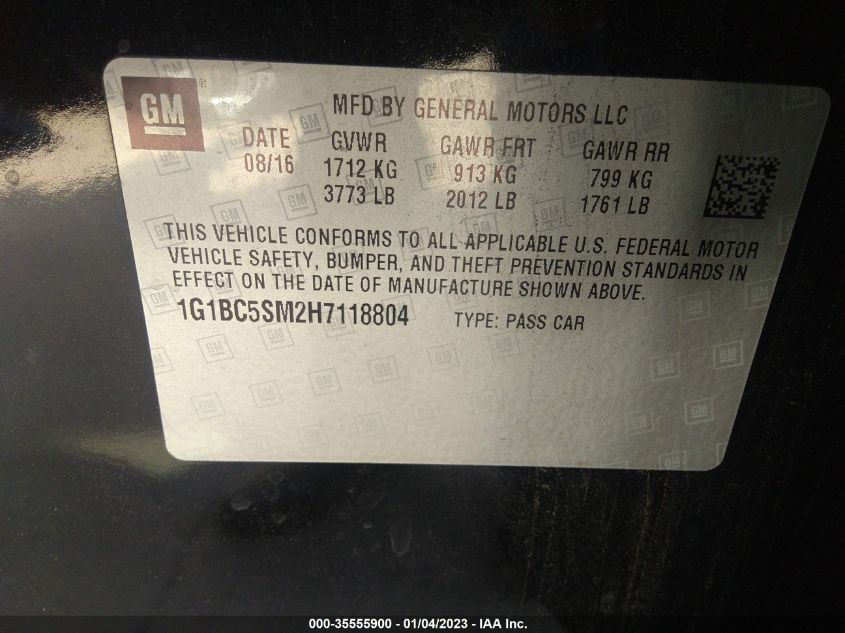 GM
MFD BY GENERAL MOTORS LLC
DATE GVWR GAWR FRT GAWR RR
08/16 1712 KG 913 KG 799 KG
3773 LB 2012 LB 1761 LB
THIS VEHICLE CONFORMS TO ALL APPLICABLE U.S. FEDERAL MOTOR
VEHICLE SAFETY, BUMPER, AND THEFT PREVENTION STANDARDS IN
EFFECT ON THE DATE OF MANUFACTURE SHOWN ABOVE.
1G1BC5SM2H7118804 TYPE: PASS CAR
000-35555900 - 01/04/2023 - IAA Inc.